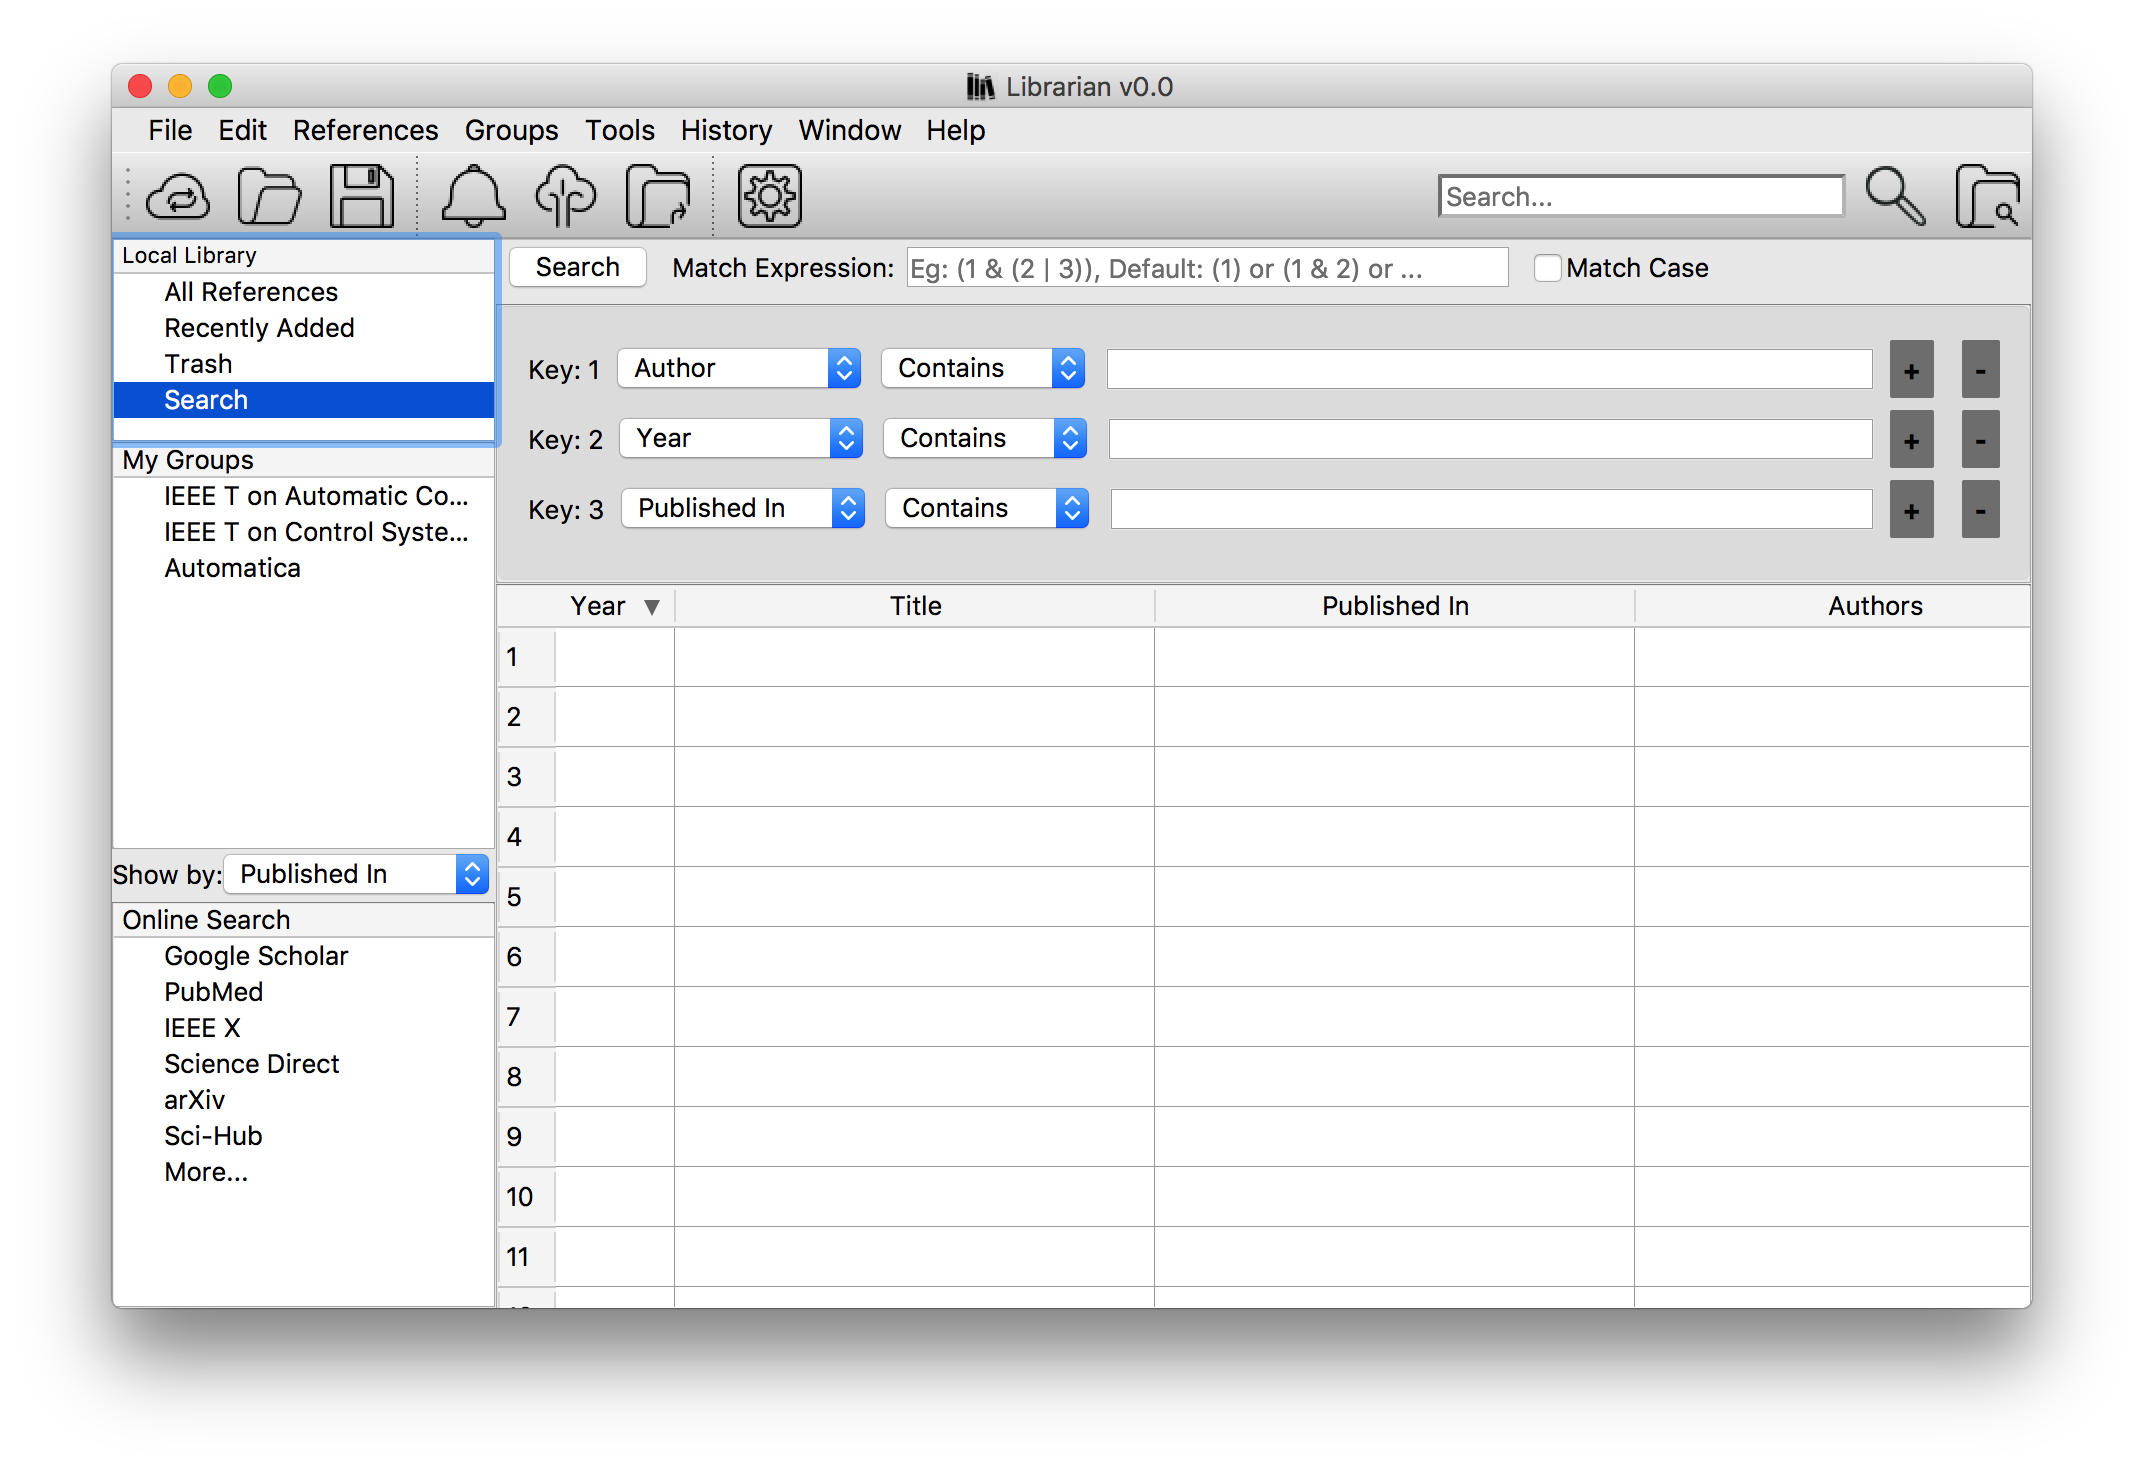 Librarian v0.0
File Edit References Groups Tools History Window Help
Search...
Local Library
All References
Recently Added
Trash
Search
My Groups
IEEE T on Automatic Co...
IEEE T on Control Syste...
Automatica
Show by: Published In
Online Search
Google Scholar
PubMed
IEEE X
Science Direct
arXiv
Sci-Hub
More...
Search Match Expression: Eg: (1 & (2 | 3)), Default: (1) or (1 & 2) or ... Match Case
Key: 1 Author Contains + -
Key: 2 Year Contains + -
Key: 3 Published In Contains + -
Year ▼ Title Published In Authors
1
2
3
4
5
6
7
8
9
10
11